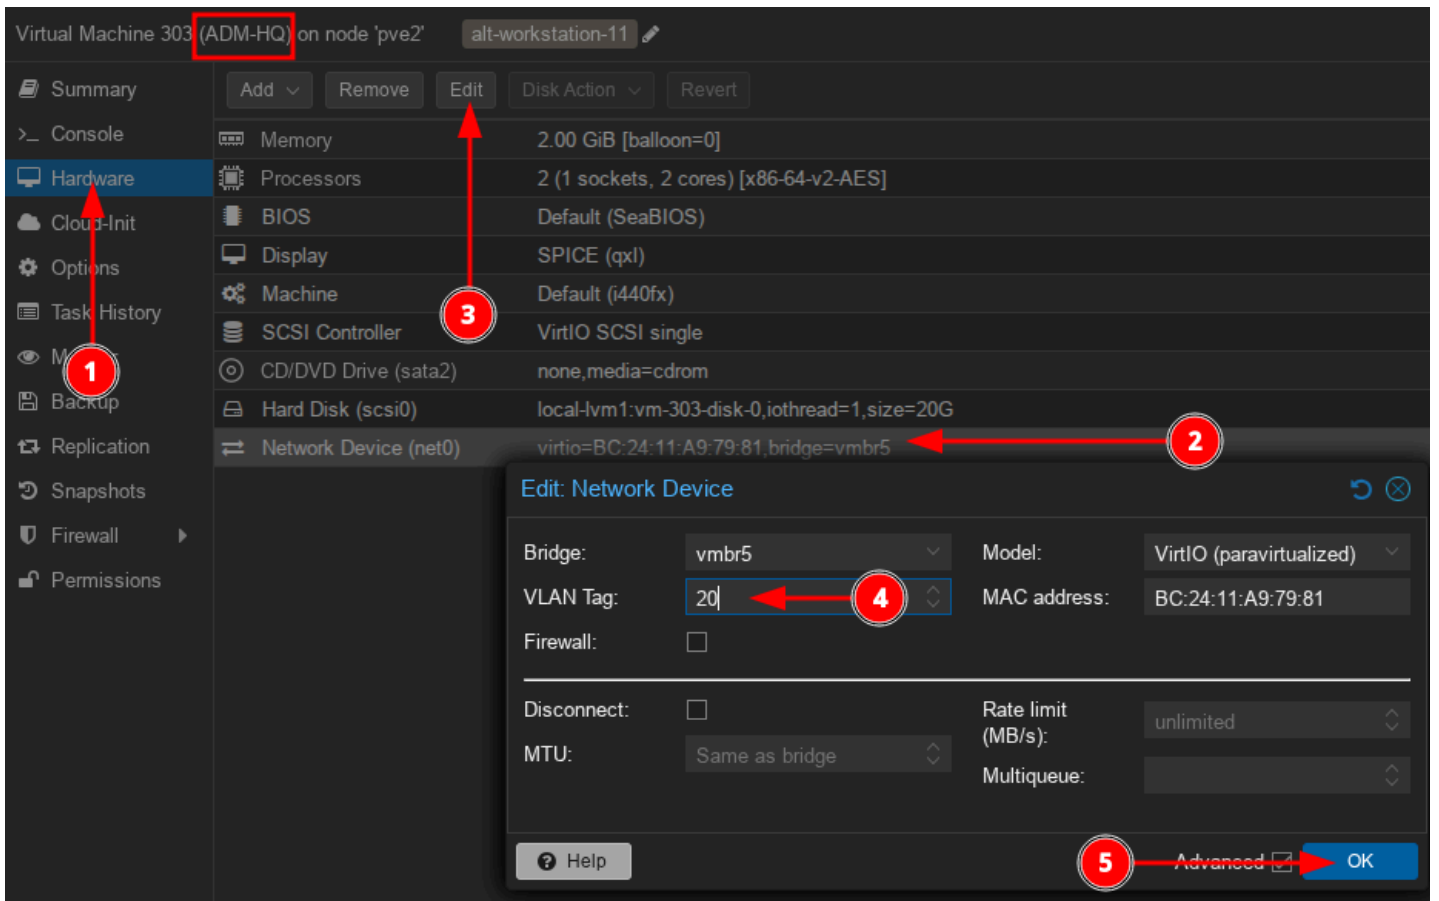 Virtual Machine 303 (ADM-HQ) on node 'pve2' alt-workstation-11
Summary
Console
Hardware
Cloud-Init
Options
Task History
Backup
Replication
Snapshots
Firewall
Permissions
Add Remove Edit Disk Action Revert
Memory 2.00 GiB [balloon=0]
Processors 2 (1 sockets, 2 cores) [x86-64-v2-AES]
BIOS Default (SeaBIOS)
Display SPICE (qxl)
Machine Default (i440fx)
SCSI Controller VirtIO SCSI single
CD/DVD Drive (sata2) none,media=cdrom
Hard Disk (scsi0) local-lvm1:vm-303-disk-0,iothread=1,size=20G
Network Device (net0) virtio=BC:24:11:A9:79:81,bridge=vmbr5
1
3
2
Edit: Network Device
Bridge: vmbr5 Model: VirtIO (paravirtualized)
VLAN Tag: 20 4 MAC address: BC:24:11:A9:79:81
Firewall:
Disconnect: Rate limit
(MB/s): unlimited
MTU: Same as bridge
Multiqueue:
Help 5 Advanced OK